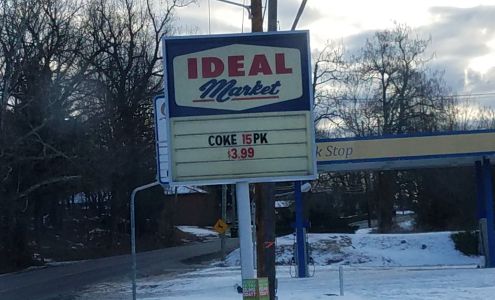 IDEAL
Market
COKE 15PK
$3.99
k Stop